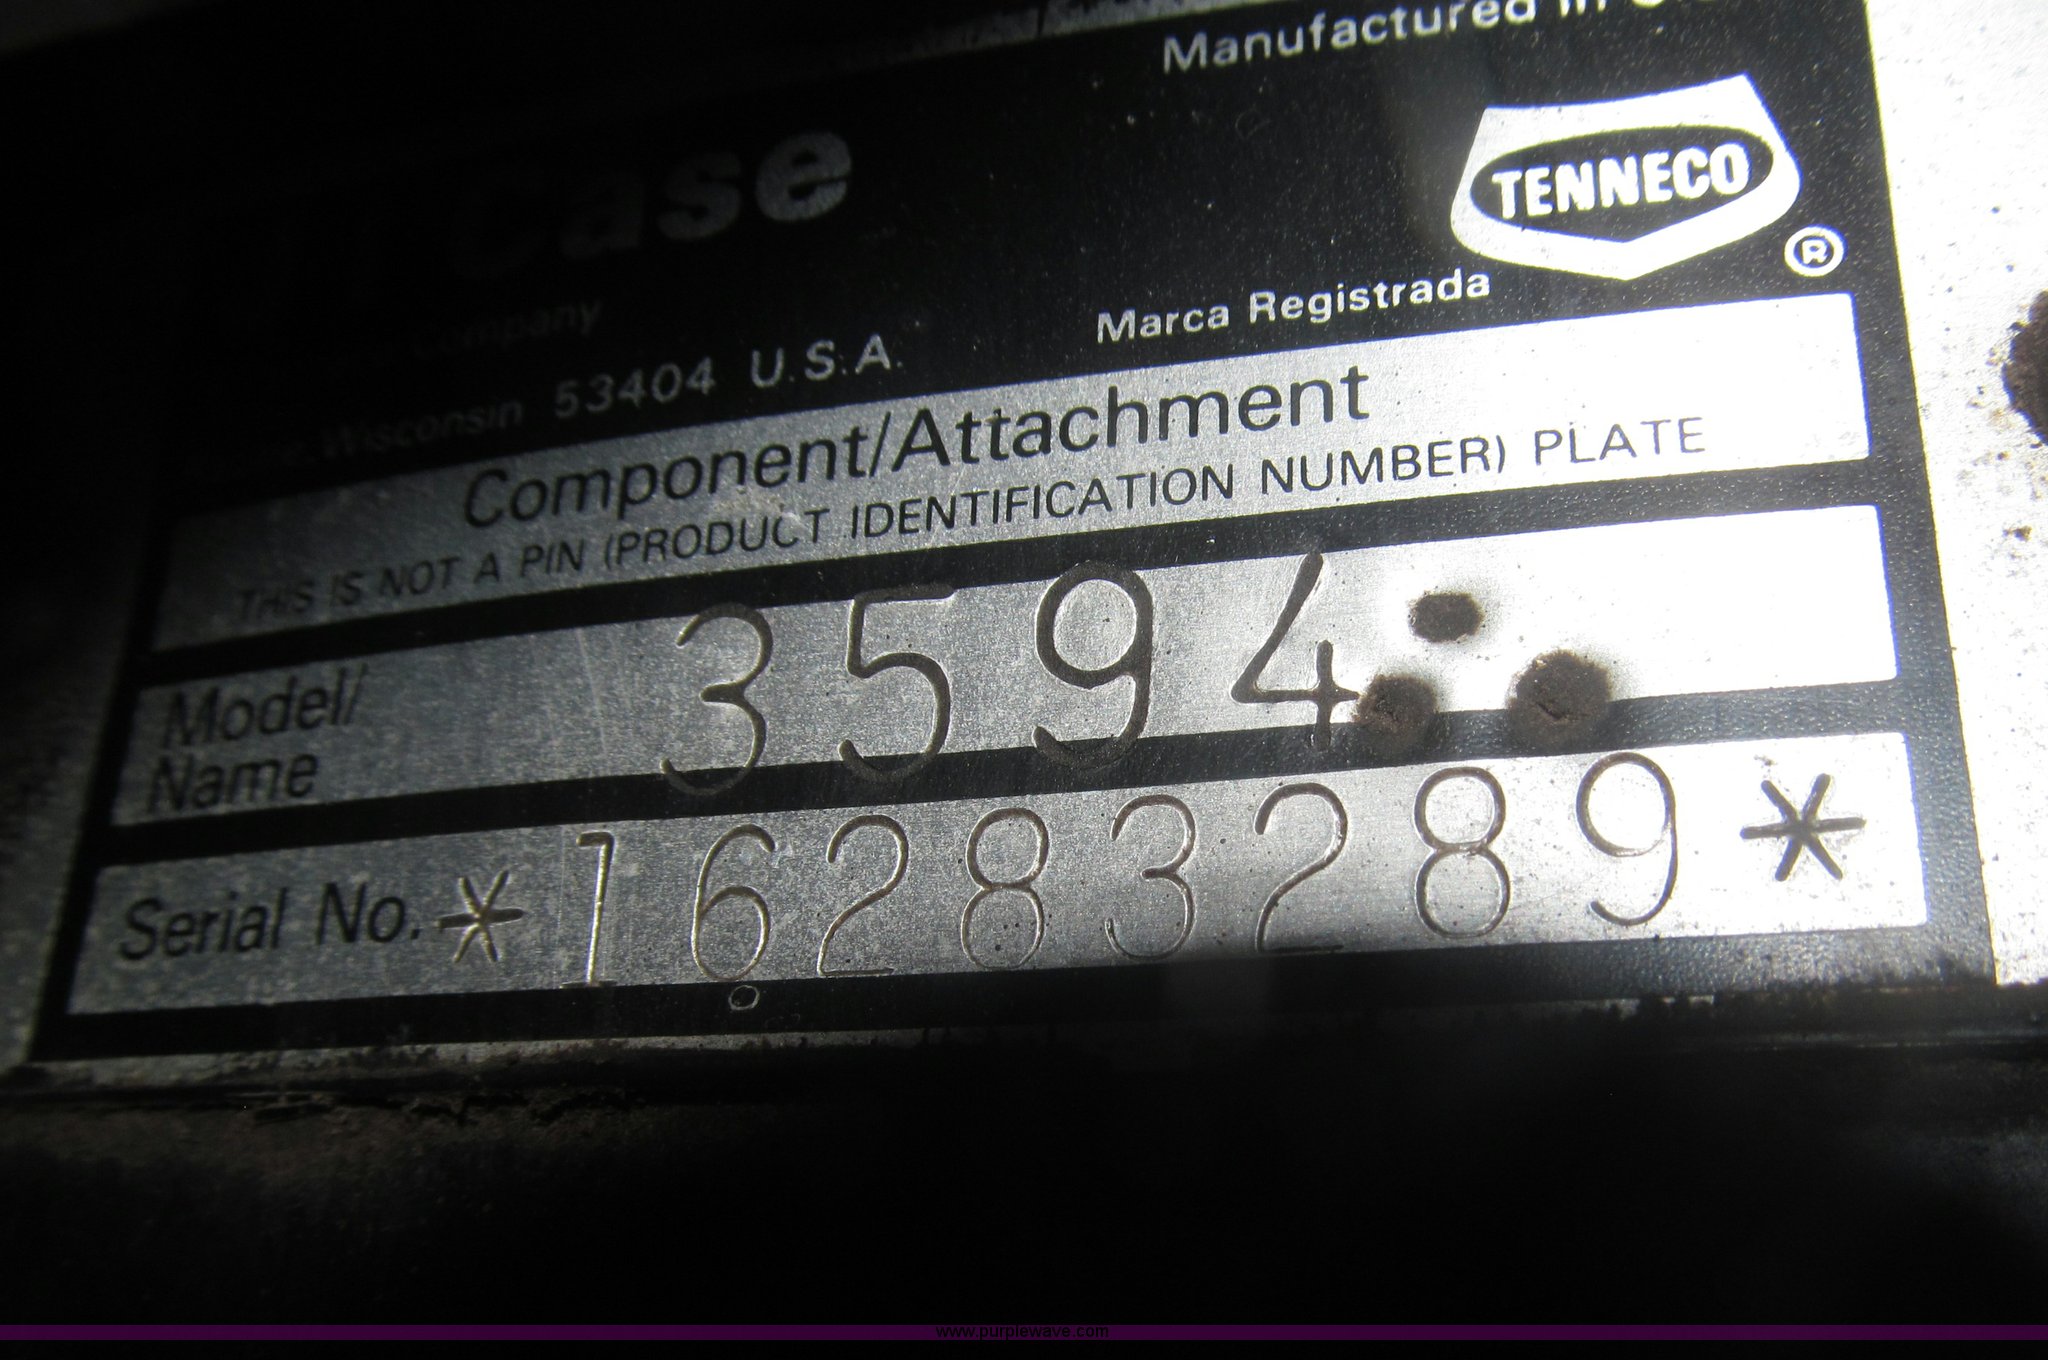 Manufactured in
Case
TENNECO
®
Company
Marca Registrada
Wisconsin 53404 U.S.A.
Component/Attachment
THIS IS NOT A PIN (PRODUCT IDENTIFICATION NUMBER) PLATE
Model/
Name
3594
Serial No. *16283289*
www.purplewave.com